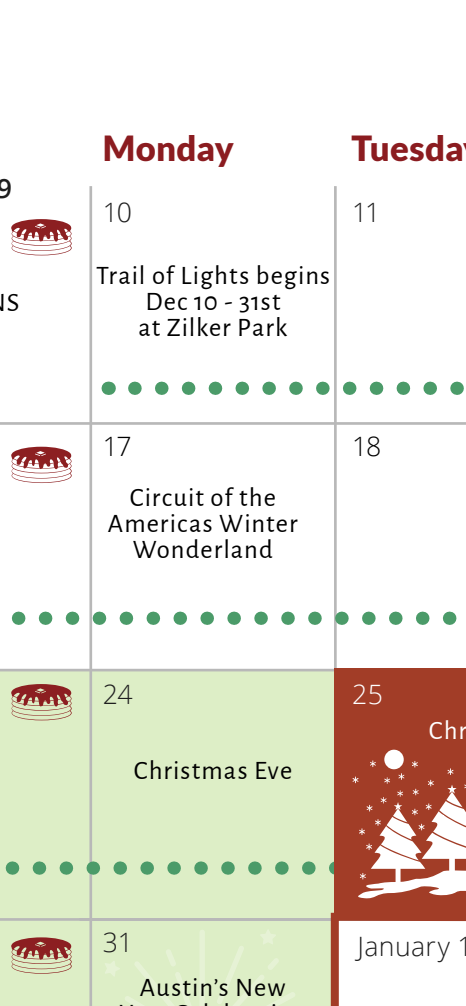 Monday
9
10
Trail of Lights begins
Dec 10 - 31st
at Zilker Park
11
17
Circuit of the
Americas Winter
Wonderland
18
24
Christmas Eve
25
31
Austin's New
January 1